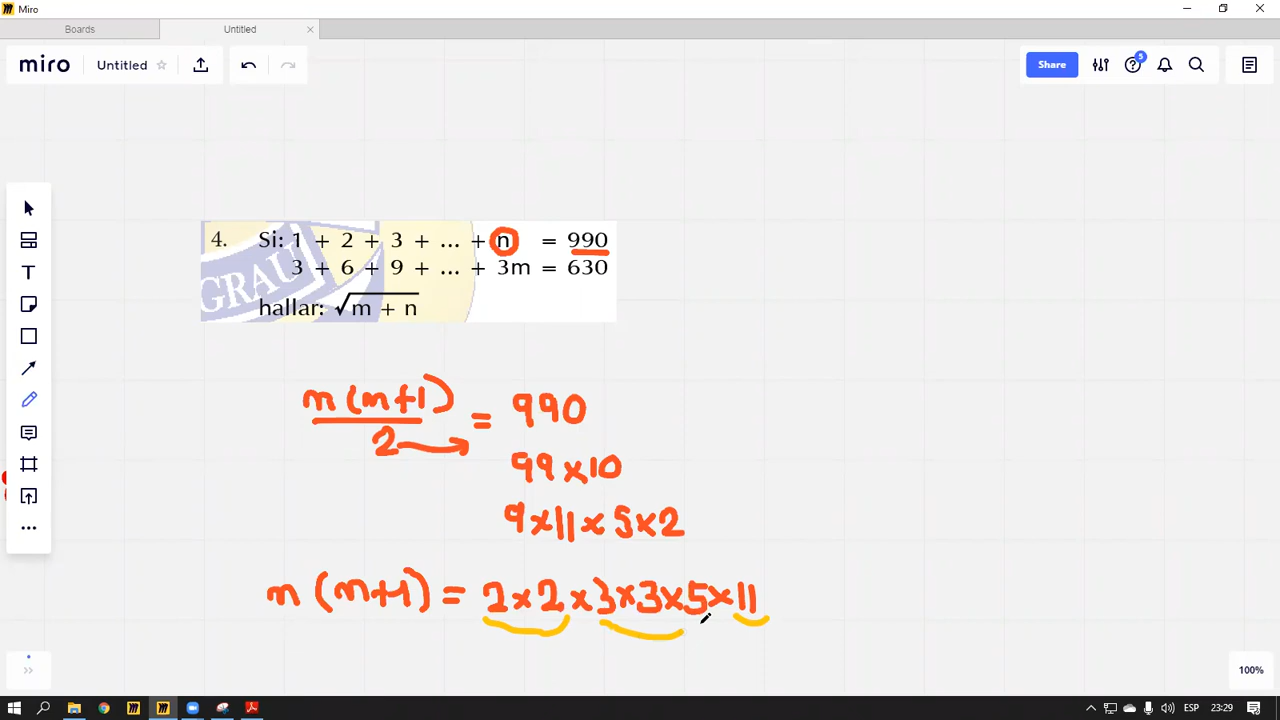 Miro
Boards
Untitled
miro
Untitled
5
Share
4. Si: 1 + 2 + 3 + ... + n = 990
3 + 6 + 9 + ... + 3m = 630
GRAU
hallar: √m + n
n(n+1)
2
= 990
99×10
9×11×5×2
n(n+1) = 2×2×3×3×5×11
100%
ESP
23:29